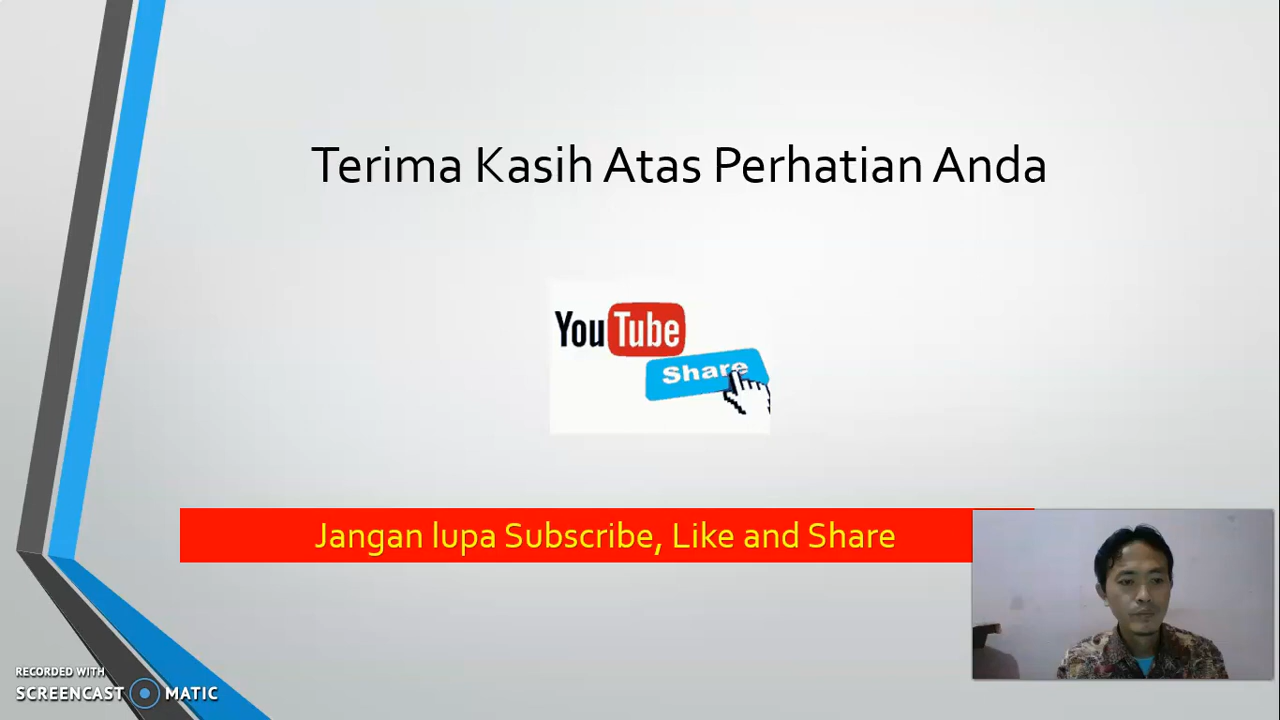 Terima Kasih Atas Perhatian Anda
YouTube
Share
Jangan lupa Subscribe, Like and Share
RECORDED WITH
SCREENCAST MATIC